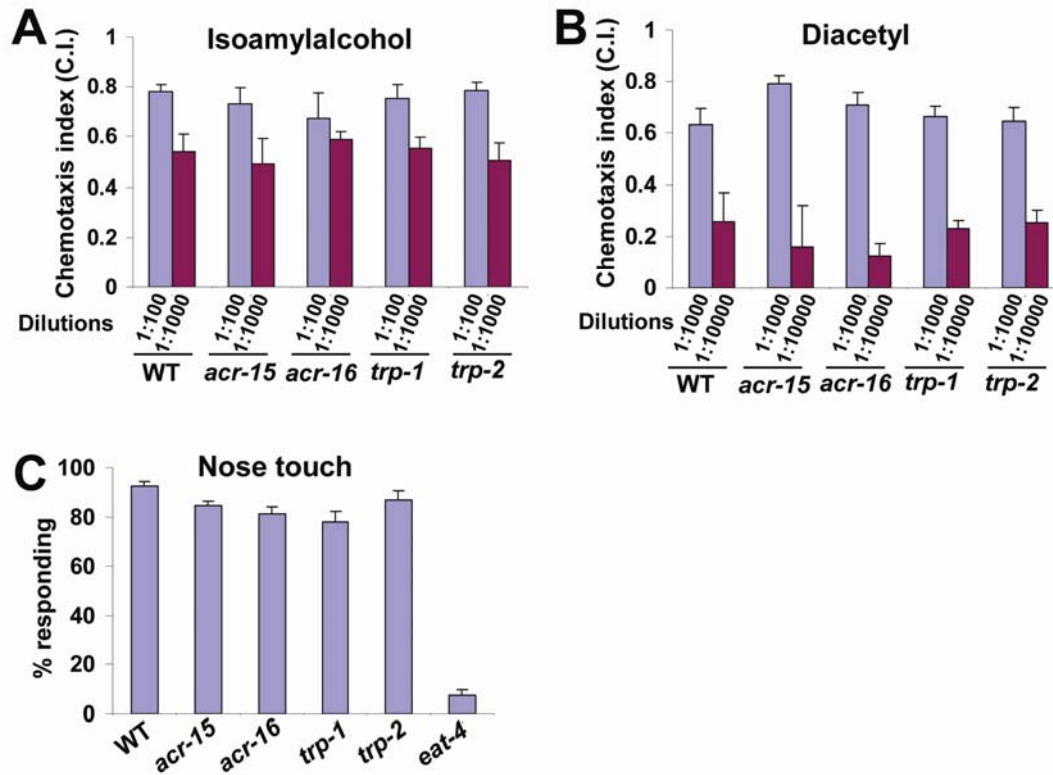 A
Isoamylalcohol
Chemotaxis index (C.I.)
1
0.8
0.6
0.4
0.2
0
Dilutions
1:100
1:1000
1:100
1:1000
1:100
1:1000
1:100
1:1000
1:100
1:1000
WT
acr-15
acr-16
trp-1
trp-2
B
Diacetyl
Chemotaxis index (C.I.)
1
0.8
0.6
0.4
0.2
0
Dilutions
1:1000
1:10000
1:1000
1:10000
1:1000
1:10000
1:1000
1:10000
1:1000
1:10000
WT
acr-15
acr-16
trp-1
trp-2
C
Nose touch
% responding
100
80
60
40
20
0
WT
acr-15
acr-16
trp-1
trp-2
eat-4